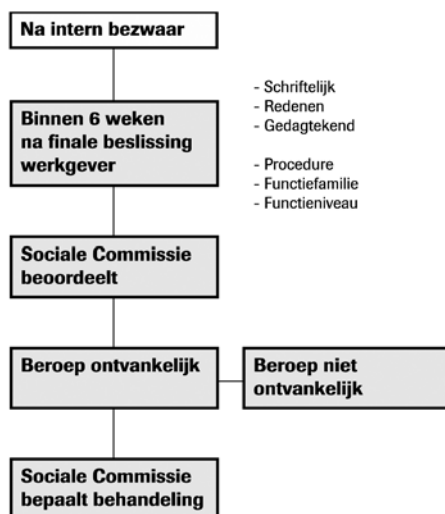 Na intern bezwaar
Binnen 6 weken
na finale beslissing
werkgever
- Schriftelijk
- Redenen
- Gedagtekend
- Procedure
- Functiefamilie
- Functieniveau
Sociale Commissie
beoordeelt
Beroep ontvankelijk
Beroep niet
ontvankelijk
Sociale Commissie
bepaalt behandeling